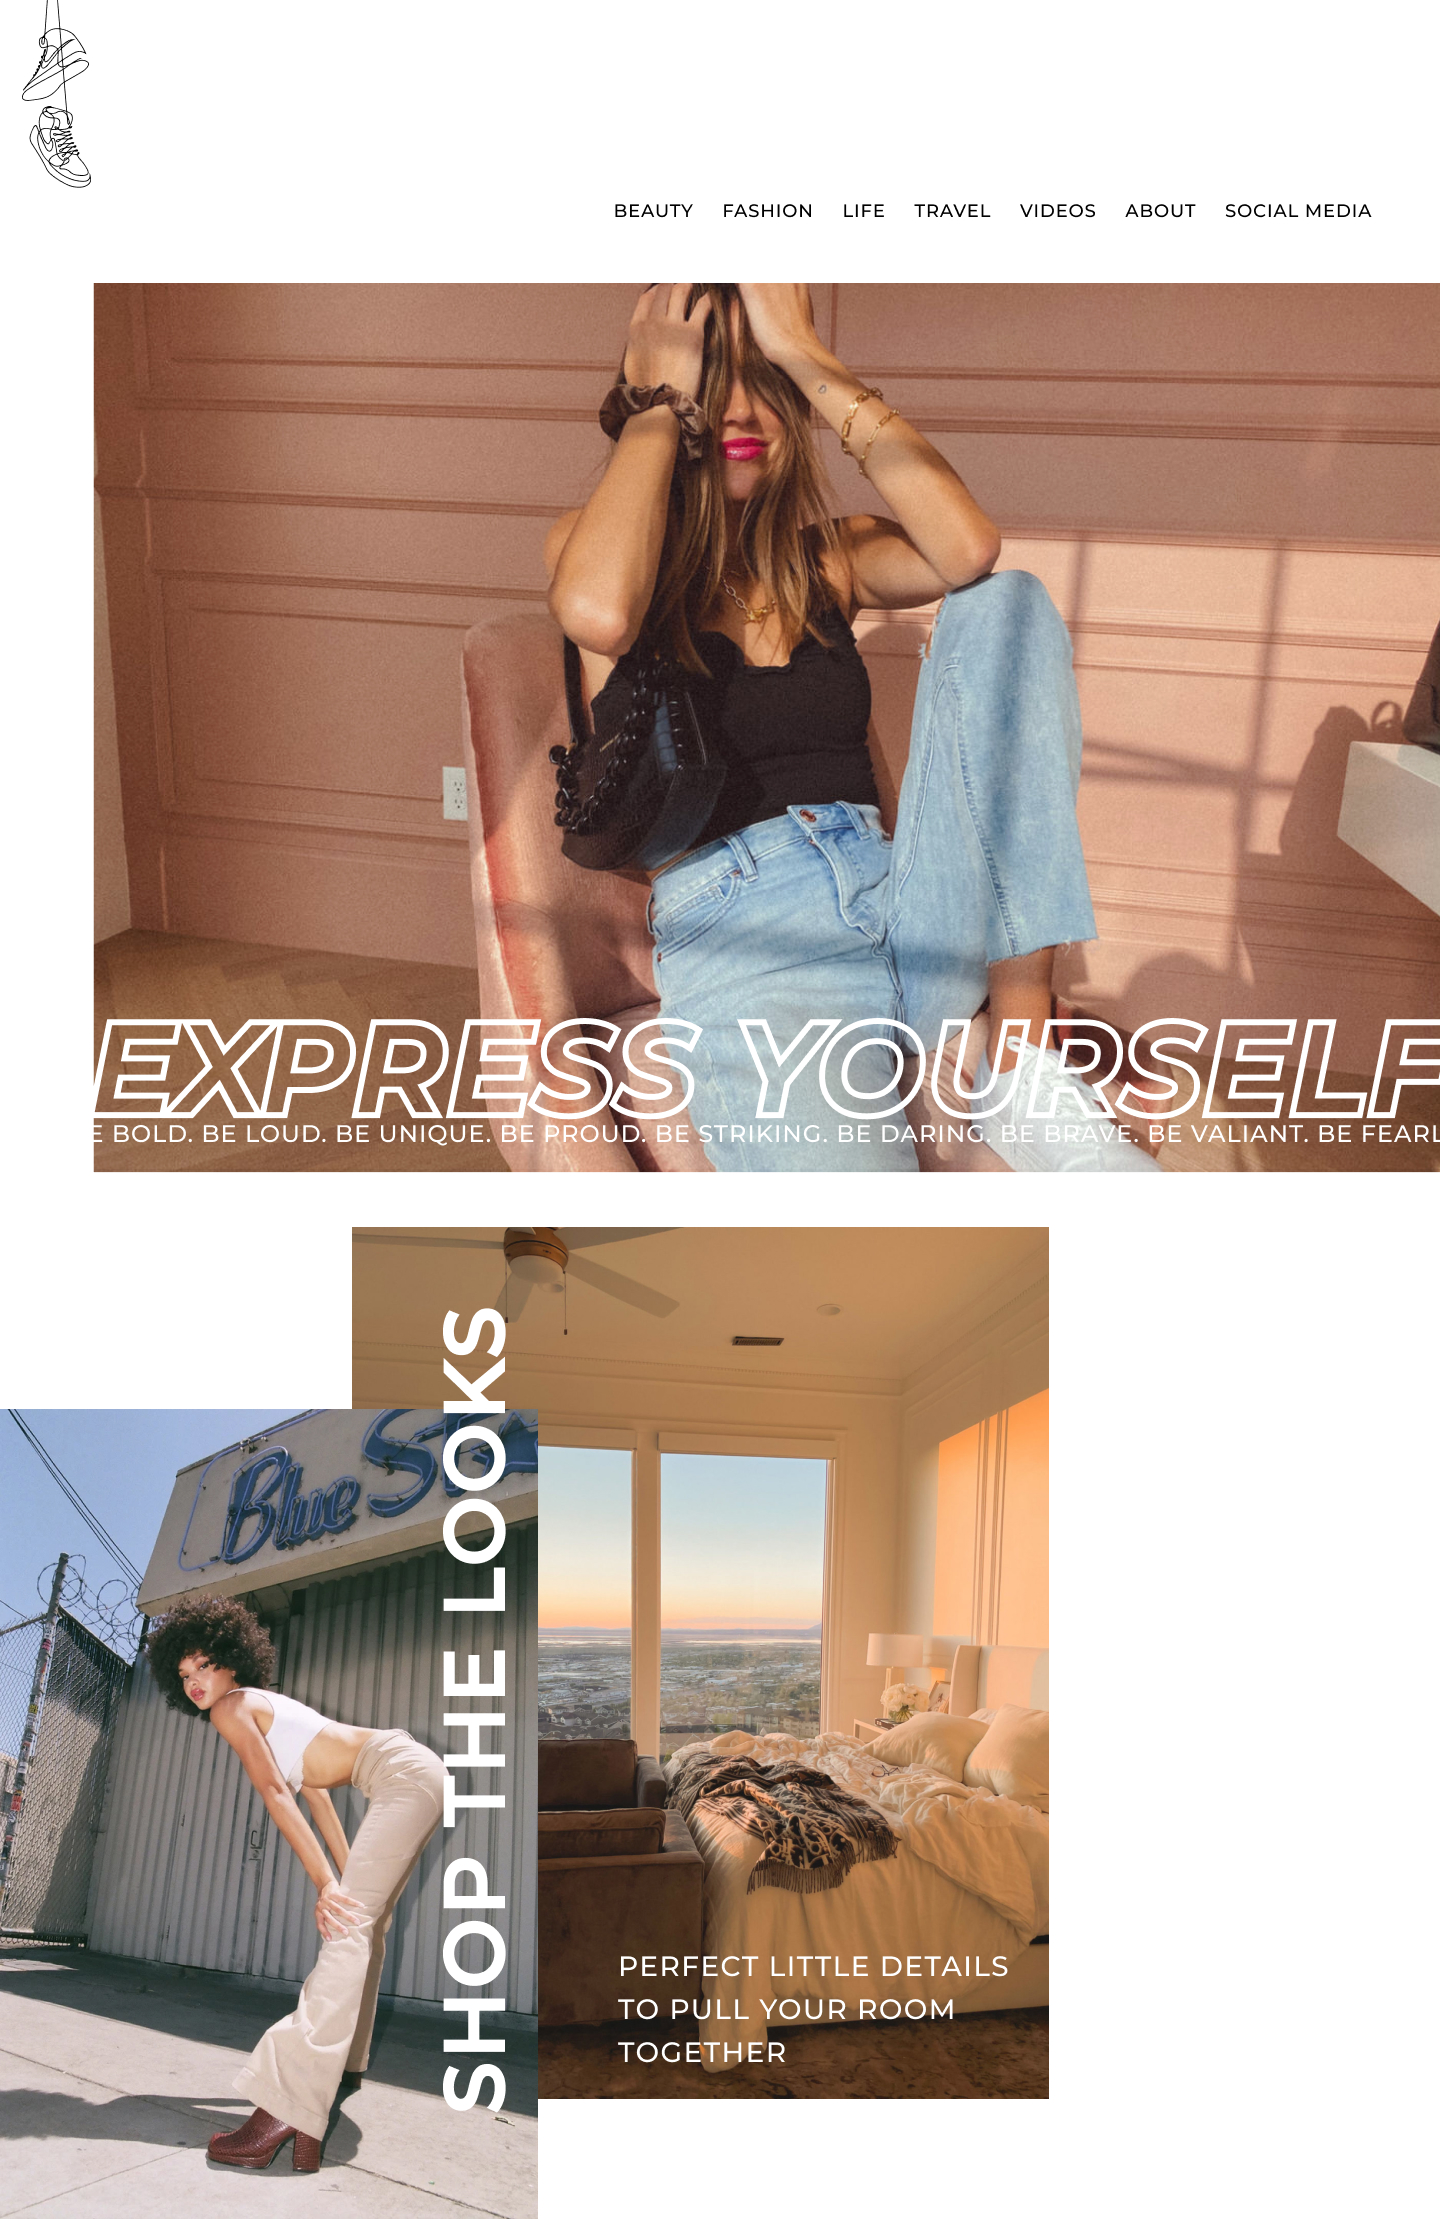 BEAUTY FASHION LIFE TRAVEL VIDEOS ABOUT SOCIAL MEDIA
EXPRESS YOURSELF
BOLD. BE LOUD. BE UNIQUE. BE PROUD. BE STRIKING. BE DARING. BE BRAVE. BE VALIANT. BE
SHOP THE LOOKS
Blue
PERFECT LITTLE DETAILS
TO PULL YOUR ROOM
TOGETHER